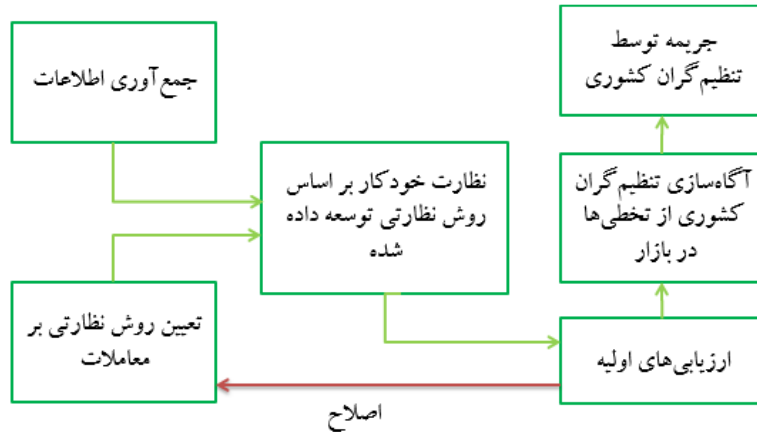 جمع‌آوری اطلاعات
تعیین روش نظارتی بر
معاملات
نظارت خودکار بر اساس
روش نظارتی توسعه داده
شده
ارزیابی‌های اولیه
اصلاح
آگاه‌سازی تنظیم‌گران
کشوری از تخطی‌ها
در بازار
جریمه توسط
تنظیم‌گران کشوری